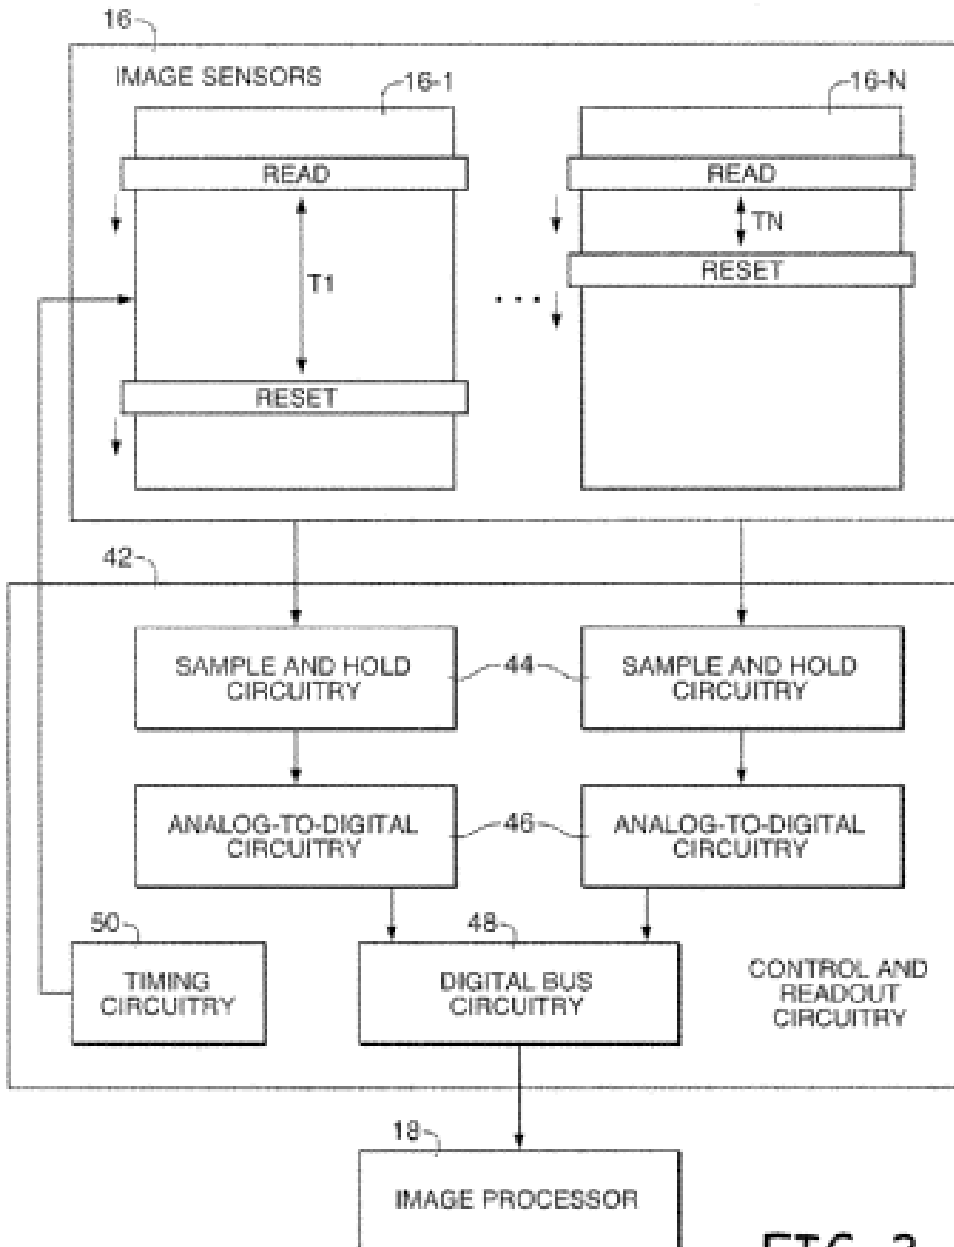 16
IMAGE SENSORS
16-1
16-N
READ
READ
T1
TN
RESET
...
RESET
42
SAMPLE AND HOLD
CIRCUITRY
44
SAMPLE AND HOLD
CIRCUITRY
ANALOG-TO-DIGITAL
CIRCUITRY
46
ANALOG-TO-DIGITAL
CIRCUITRY
50
TIMING
CIRCUITRY
48
DIGITAL BUS
CIRCUITRY
CONTROL AND
READOUT
CIRCUITRY
18
IMAGE PROCESSOR